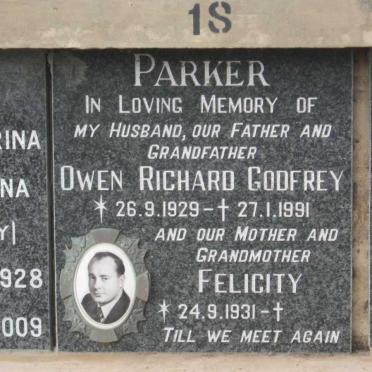 18
PARKER
IN LOVING MEMORY OF
MY HUSBAND, OUR FATHER AND
GRANDFATHER
OWEN RICHARD GODFREY
* 26.9.1929 - † 27.1.1991
AND OUR MOTHER AND
GRANDMOTHER
FELICITY
* 24.9.1931 - †
TILL WE MEET AGAIN
RINA
NA
Y)
928
009